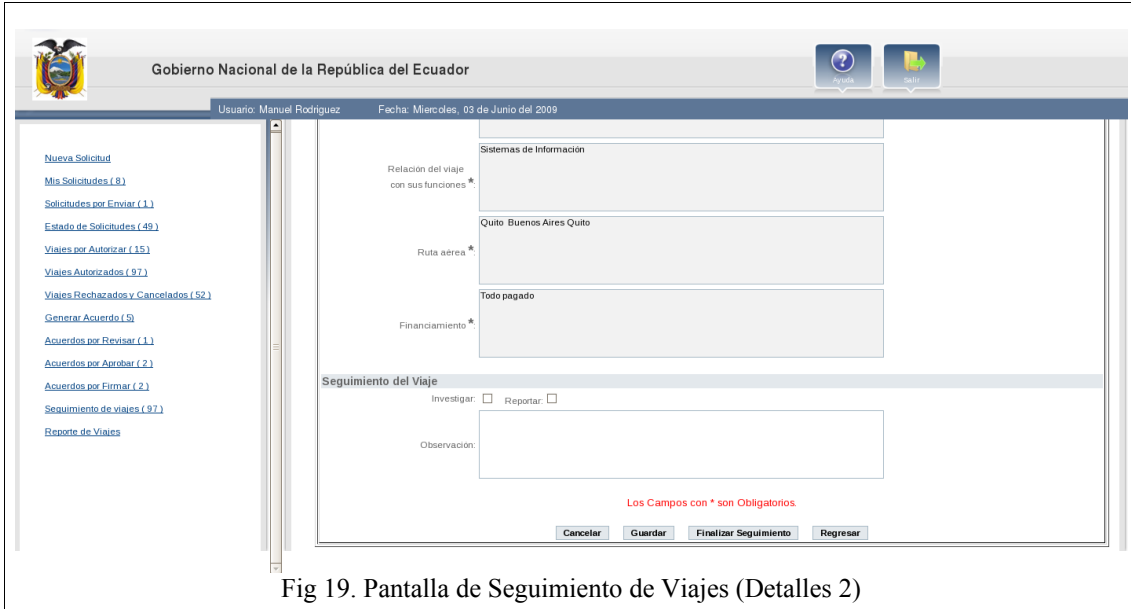 Gobierno Nacional de la República del Ecuador
Ayuda
Salir
Usuario: Manuel Rodriguez Fecha: Miercoles, 03 de Junio del 2009
Nueva Solicitud
Mis Solicitudes ( 8 )
Solicitudes por Enviar ( 1 )
Estado de Solicitudes ( 49 )
Viajes por Autorizar ( 15 )
Viajes Autorizados ( 97 )
Viajes Rechazados y Cancelados ( 52 )
Generar Acuerdo ( 5)
Acuerdos por Revisar ( 1 )
Acuerdos por Aprobar ( 2 )
Acuerdos por Firmar ( 2 )
Seguimiento de viajes ( 97 )
Reporte de Viajes
Relación del viaje
con sus funciones *:
Sistemas de Información
Ruta aérea *:
Quito Buenos Aires Quito
Financiamiento *:
Todo pagado
Seguimiento del Viaje
Investigar: Reportar:
Observación:
Los Campos con * son Obligatorios.
Cancelar Guardar Finalizar Seguimiento Regresar
Fig 19. Pantalla de Seguimiento de Viajes (Detalles 2)